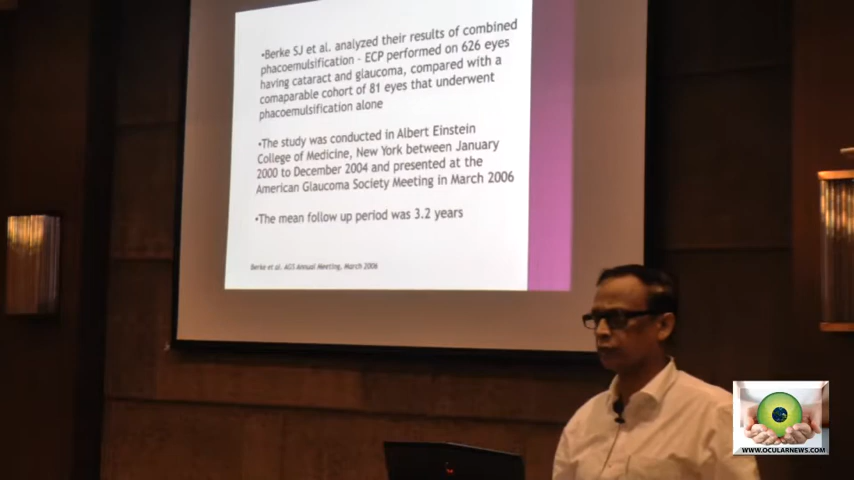 •Berke SJ et al. analyzed their results of combined
phacoemulsification - ECP performed on 626 eyes
having cataract and glaucoma, compared with a
comaparable cohort of 81 eyes that underwent
phacoemulsification alone
•The study was conducted in Albert Einstein
College of Medicine, New York between January
2000 to December 2004 and presented at the
American Glaucoma Society Meeting in March 2006
•The mean follow up period was 3.2 years
Berke et al. AGS Annual Meeting, March 2006
WWW.OCULARNEWS.COM